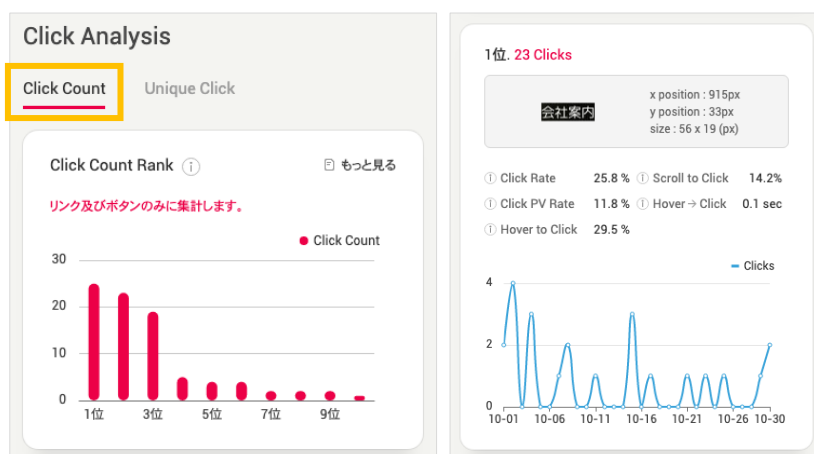 Click Analysis
Click Count
Unique Click
Click Count Rank
もっと見る
リンク及びボタンのみに集計します。
Click Count
30
20
10
0
1位 3位 5位 7位 9位
1位. 23 Clicks
会社案内
x position : 915px
y position : 33px
size : 56 x 19 (px)
Click Rate 25.8 % Scroll to Click 14.2%
Click PV Rate 11.8 % Hover → Click 0.1 sec
Hover to Click 29.5 %
Clicks
4
2
0
10-01 10-06 10-11 10-16 10-21 10-26 10-30